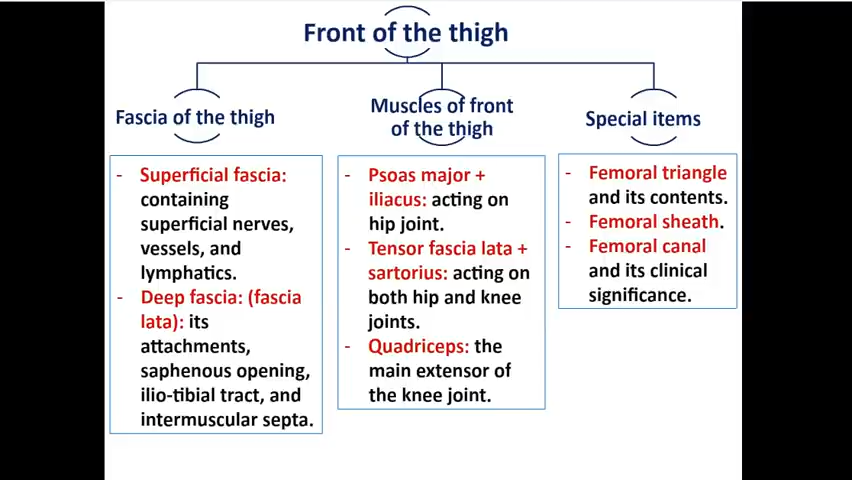 Front of the thigh
Fascia of the thigh
Muscles of front
of the thigh
Special items
- Superficial fascia:
containing
superficial nerves,
vessels, and
lymphatics.
- Deep fascia: (fascia
lata): its
attachments,
saphenous opening,
ilio-tibial tract, and
intermuscular septa.
- Psoas major +
iliacus: acting on
hip joint.
- Tensor fascia lata +
sartorius: acting on
both hip and knee
joints.
- Quadriceps: the
main extensor of
the knee joint.
- Femoral triangle
and its contents.
- Femoral sheath.
- Femoral canal
and its clinical
significance.